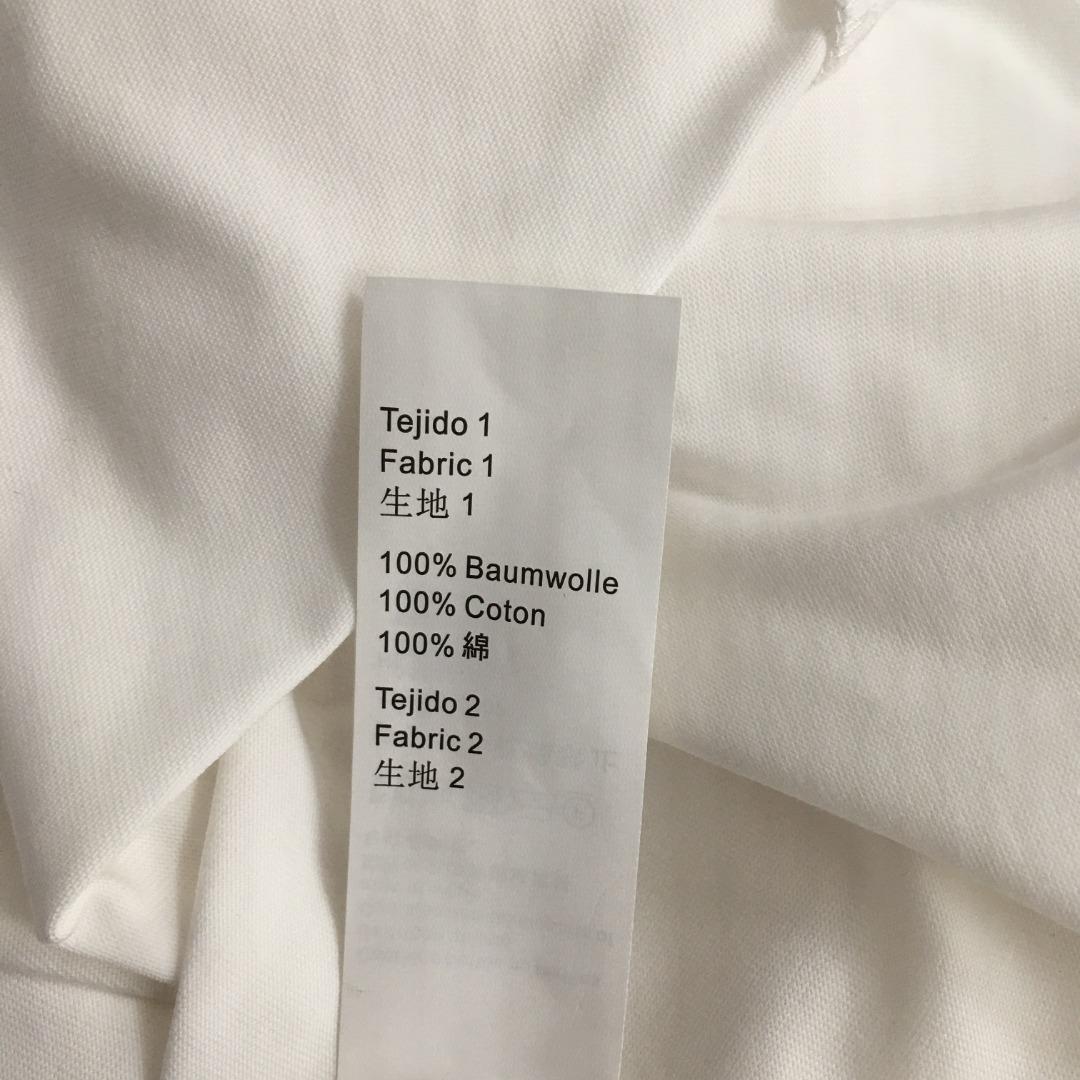 Tejido 1
Fabric 1
生地 1
100% Baumwolle
100% Coton
100% 綿
Tejido 2
Fabric 2
生地 2